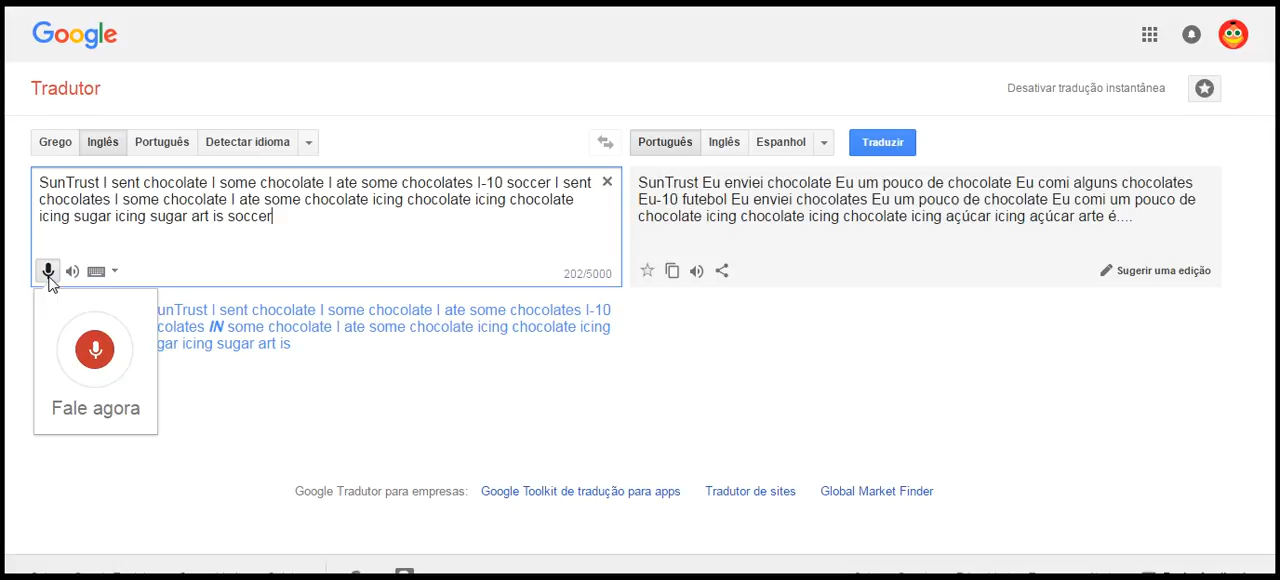 Google
Tradutor
Desativar tradução instantânea
Grego Inglês Português Detectar idioma
Português Inglês Espanhol Traduzir
SunTrust I sent chocolate I some chocolate I ate some chocolates I-10 soccer I sent
chocolates I some chocolate I ate some chocolate icing chocolate icing chocolate
icing sugar icing sugar art is soccer
202/5000
SunTrust Eu enviei chocolate Eu um pouco de chocolate Eu comi alguns chocolates
Eu-10 futebol Eu enviei chocolates Eu um pouco de chocolate Eu comi um pouco de
chocolate icing chocolate icing chocolate icing açúcar icing açúcar arte é....
Sugerir uma edição
unTrust I sent chocolate I some chocolate I ate some chocolates I-10
colates IN some chocolate I ate some chocolate icing chocolate icing
gar icing sugar art is
Fale agora
Google Tradutor para empresas: Google Toolkit de tradução para apps Tradutor de sites Global Market Finder